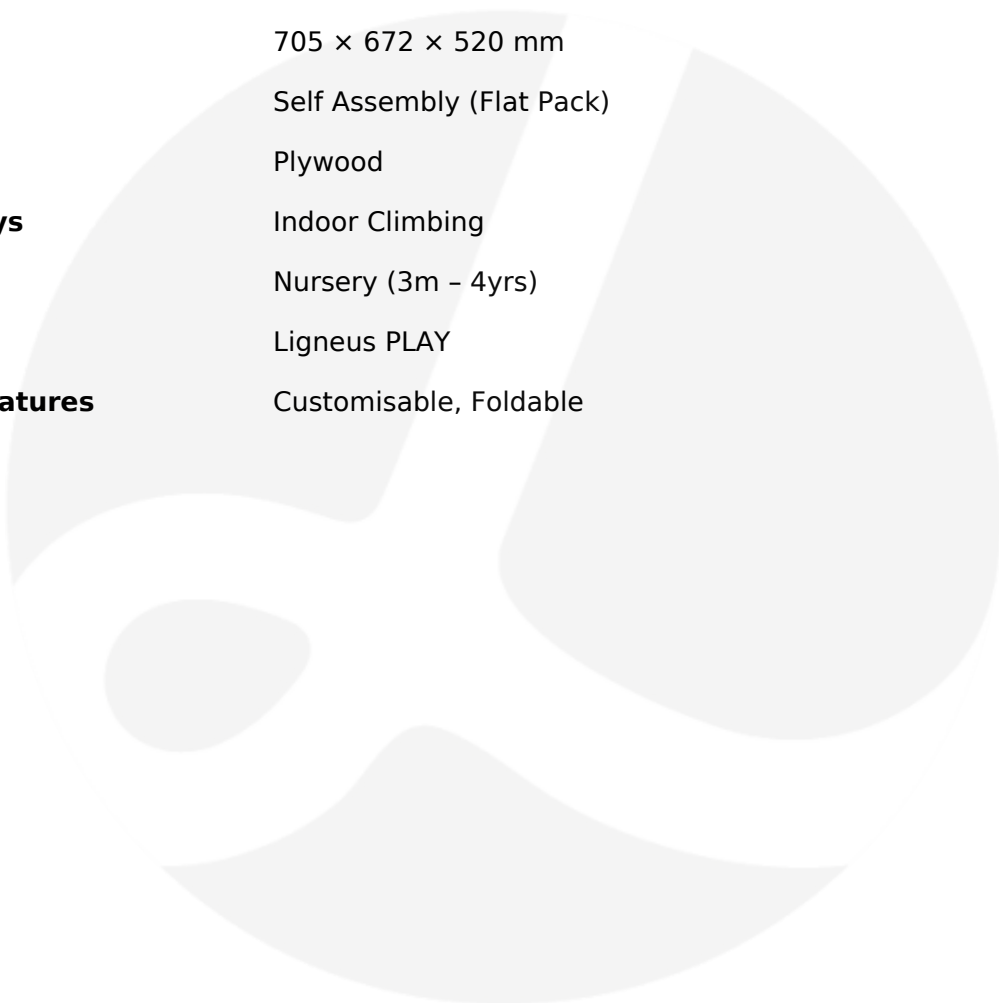 705 × 672 × 520 mm
Self Assembly (Flat Pack)
Plywood
ys Indoor Climbing
Nursery (3m – 4yrs)
Ligneus PLAY
atures Customisable, Foldable